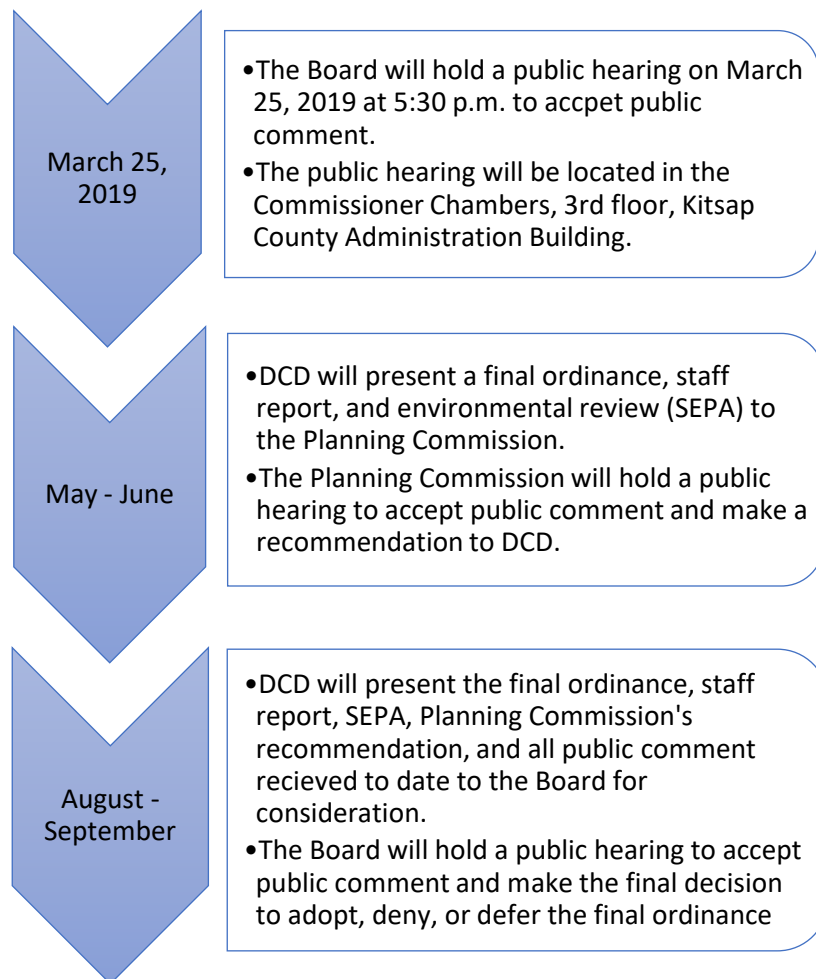 March 25,
2019
•The Board will hold a public hearing on March
25, 2019 at 5:30 p.m. to accpet public
comment.
•The public hearing will be located in the
Commissioner Chambers, 3rd floor, Kitsap
County Administration Building.
May - June
•DCD will present a final ordinance, staff
report, and environmental review (SEPA) to
the Planning Commission.
•The Planning Commission will hold a public
hearing to accept public comment and make a
recommendation to DCD.
August -
September
•DCD will present the final ordinance, staff
report, SEPA, Planning Commission's
recommendation, and all public comment
recieved to date to the Board for
consideration.
•The Board will hold a public hearing to accept
public comment and make the final decision
to adopt, deny, or defer the final ordinance